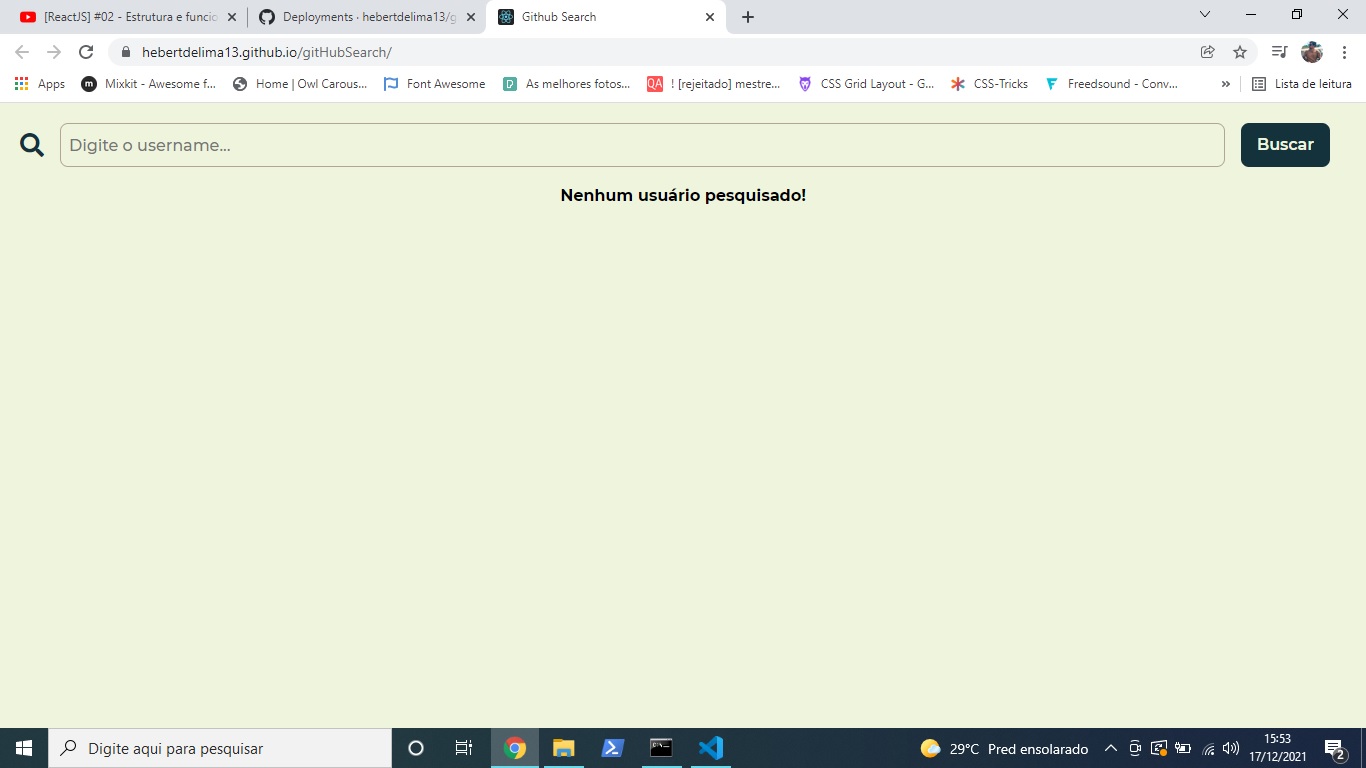 [ReactJS] #02 - Estrutura e funcio
Deployments · hebertdelima13/g
Github Search
hebertdelima13.github.io/gitHubSearch/
Apps
m
Mixkit - Awesome f...
Home | Owl Carous...
Font Awesome
D
As melhores fotos...
QA
! [rejeitado] mestre...
CSS Grid Layout - G...
CSS-Tricks
Freedsound - Conv...
»
Lista de leitura
Digite o username...
Buscar
Nenhum usuário pesquisado!
Digite aqui para pesquisar
29°C Pred ensolarado
15:53
17/12/2021
2